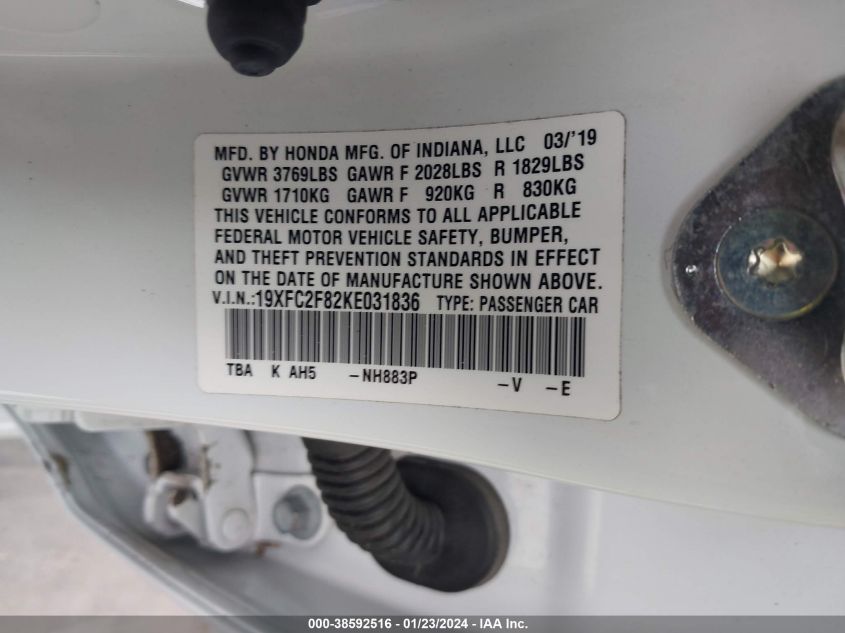 MFD. BY HONDA MFG. OF INDIANA, LLC 03/'19
GVWR 3769LBS GAWR F 2028LBS R 1829LBS
GVWR 1710KG GAWR F 920KG R 830KG
THIS VEHICLE CONFORMS TO ALL APPLICABLE
FEDERAL MOTOR VEHICLE SAFETY, BUMPER,
AND THEFT PREVENTION STANDARDS IN EFFECT
ON THE DATE OF MANUFACTURE SHOWN ABOVE.
V.I.N.:19XFC2F82KE031836 TYPE: PASSENGER CAR
TBA K AH5 -NH883P -V -E
000-38592516 - 01/23/2024 - IAA Inc.